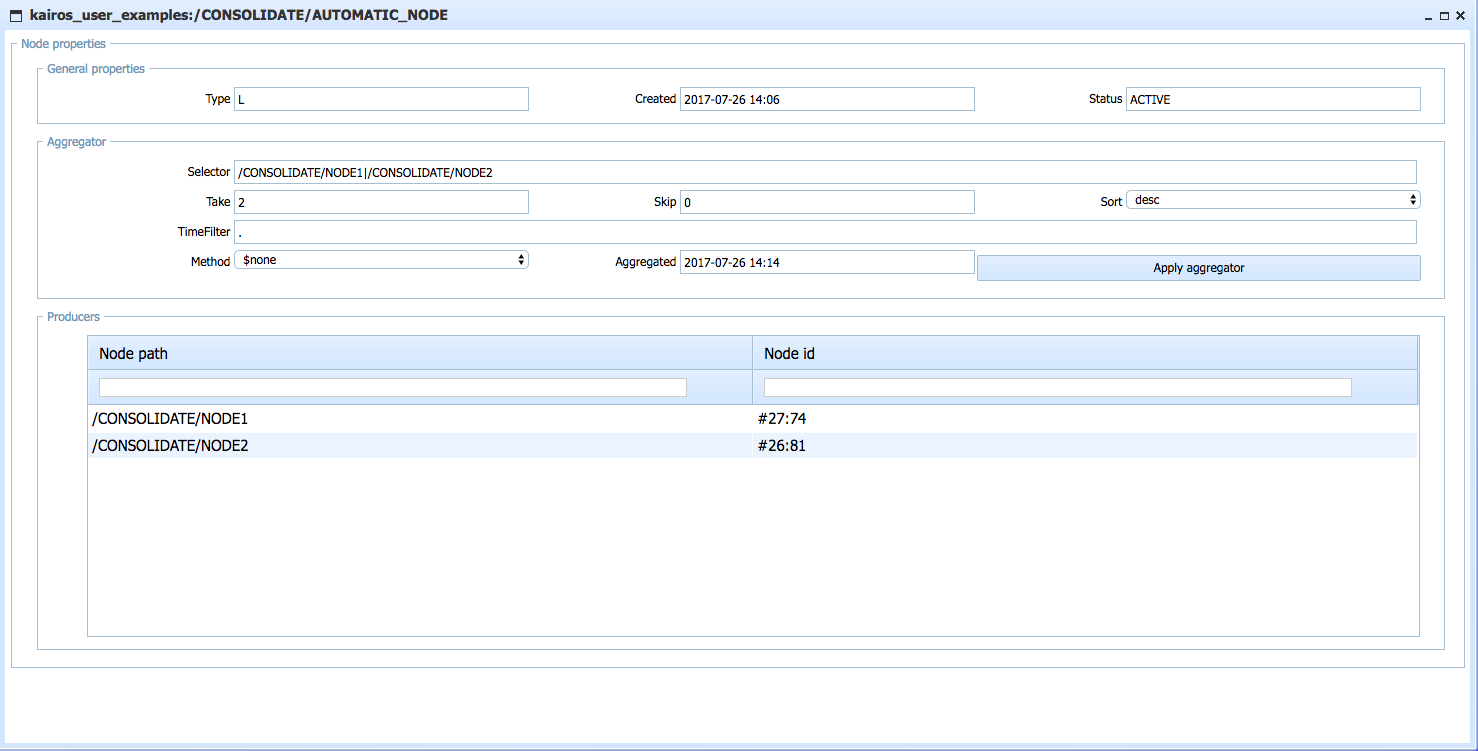 kairos_user_examples:/CONSOLIDATE/AUTOMATIC_NODE
Node properties
General properties
Type L Created 2017-07-26 14:06 Status ACTIVE
Aggregator
Selector /CONSOLIDATE/NODE1|/CONSOLIDATE/NODE2
Take 2 Skip 0 Sort desc
TimeFilter .
Method $none Aggregated 2017-07-26 14:14 Apply aggregator
Producers
Node path Node id
/CONSOLIDATE/NODE1 #27:74
/CONSOLIDATE/NODE2 #26:81